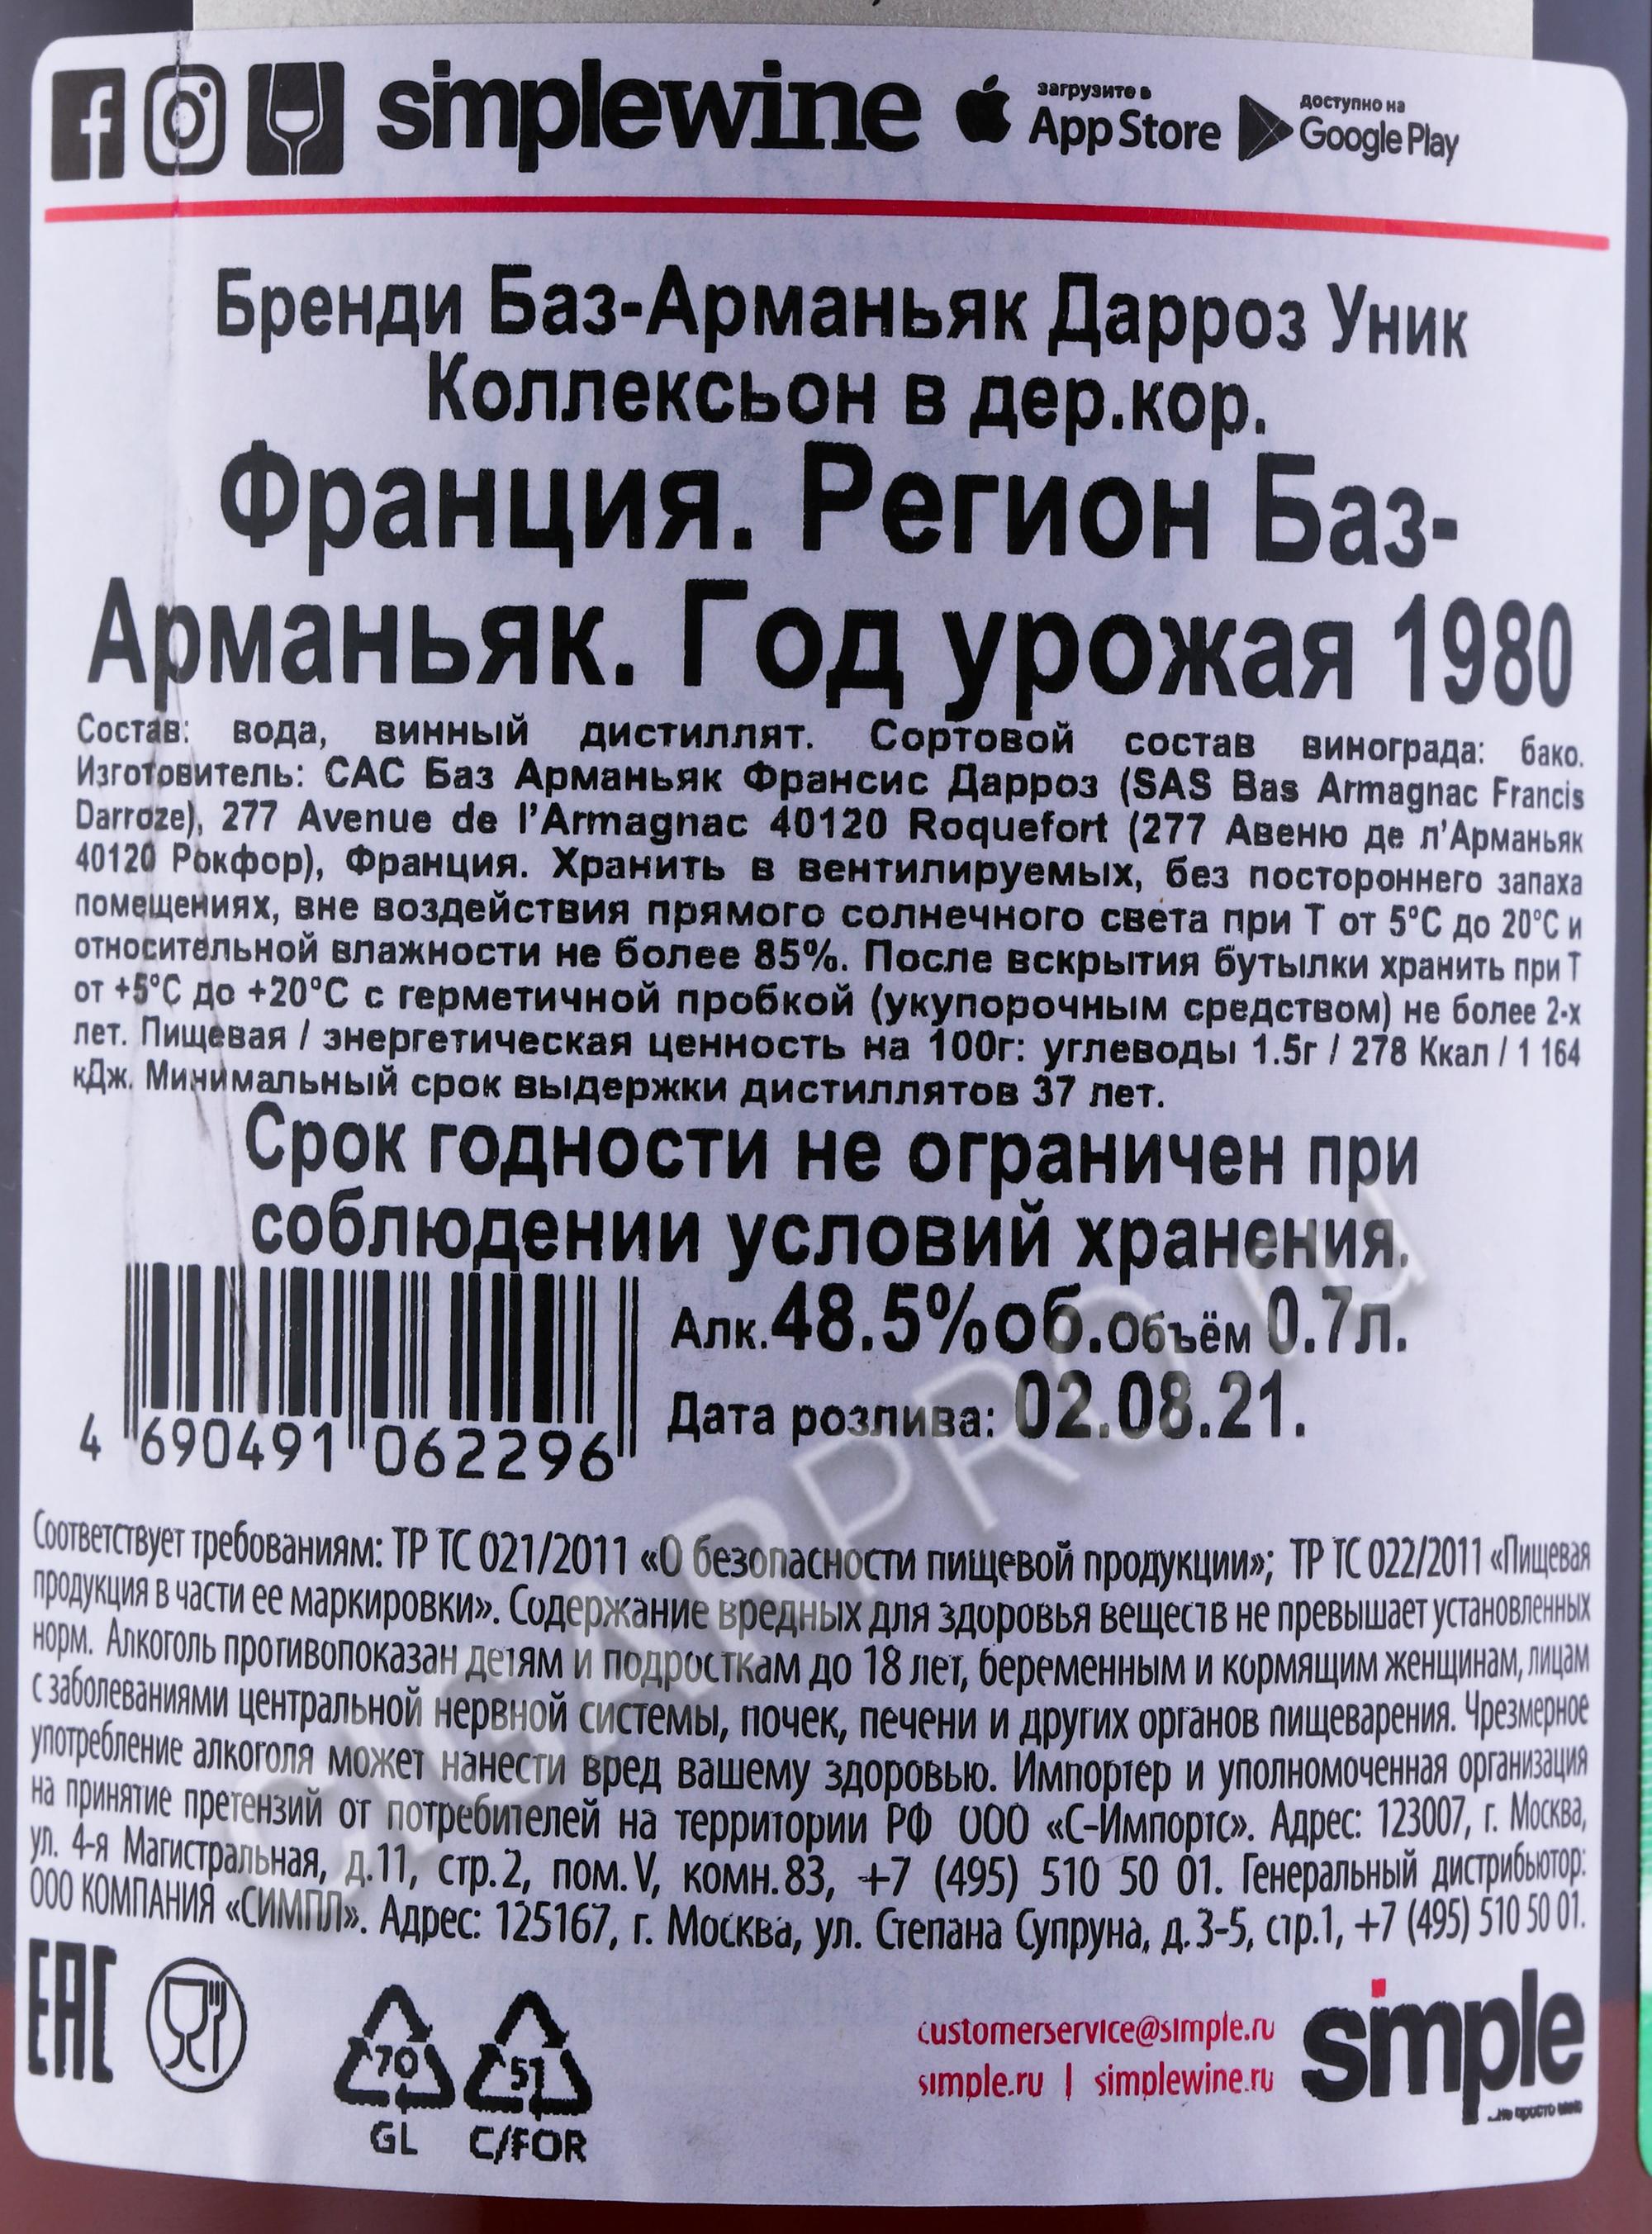 simplewine
загрузите в
App Store
доступно на
Google Play
Бренди Баз-Арманьяк Дарроз Уник
Коллексьон в дер.кор.
Франция. Регион Баз-
Арманьяк. Год урожая 1980
Состав: вода, винный дистиллят. Сортовой состав винограда: бако.
Изготовитель: САС Баз Арманьяк Франсис Дарроз (SAS Bas Armagnac Francis
Darroze), 277 Avenue de l'Armagnac 40120 Roquefort (277 Авеню де л'Арманьяк
40120 Рокфор), Франция. Хранить в вентилируемых, без постороннего запаха
помещениях, вне воздействия прямого солнечного света при Т от 5°С до 20°С и
относительной влажности не более 85%. После вскрытия бутылки хранить при Т
от +5°С до +20°С с герметичной пробкой (укупорочным средством) не более 2-х
лет. Пищевая / энергетическая ценность на 100г: углеводы 1.5г / 278 Ккал / 1 164
кДж. Минимальный срок выдержки дистиллятов 37 лет.
Срок годности не ограничен при
соблюдении условий хранения.
Алк.48.5%об.Объём 0.7л.
Дата розлива: 02.08.21.
4 690491 062296
Соответствует требованиям: ТР ТС 021/2011 «О безопасности пищевой продукции»; ТР ТС 022/2011 «Пищевая
продукция в части ее маркировки». Содержание вредных для здоровья веществ не превышает установленных
норм. Алкоголь противопоказан детям и подросткам до 18 лет, беременным и кормящим женщинам, лицам
с заболеваниями центральной нервной системы, почек, печени и других органов пищеварения. Чрезмерное
употребление алкоголя может нанести вред вашему здоровью. Импортер и уполномоченная организация
на принятие претензий от потребителей на территории РФ ООО «С-Импортс». Адрес: 123007, г. Москва,
ул. 4-я Магистральная, д.11, стр.2, пом.V, комн.83, +7 (495) 510 50 01. Генеральный дистрибьютор:
ООО КОМПАНИЯ «СИМПЛ». Адрес: 125167, г. Москва, ул. Степана Супруна, д.3-5, стр.1, +7 (495) 510 50 01.
EAC
70
GL
51
C/FOR
customerservice@simple.ru
simple.ru | simplewine.ru
simple
...не просто вино
CIGARPRO.ru